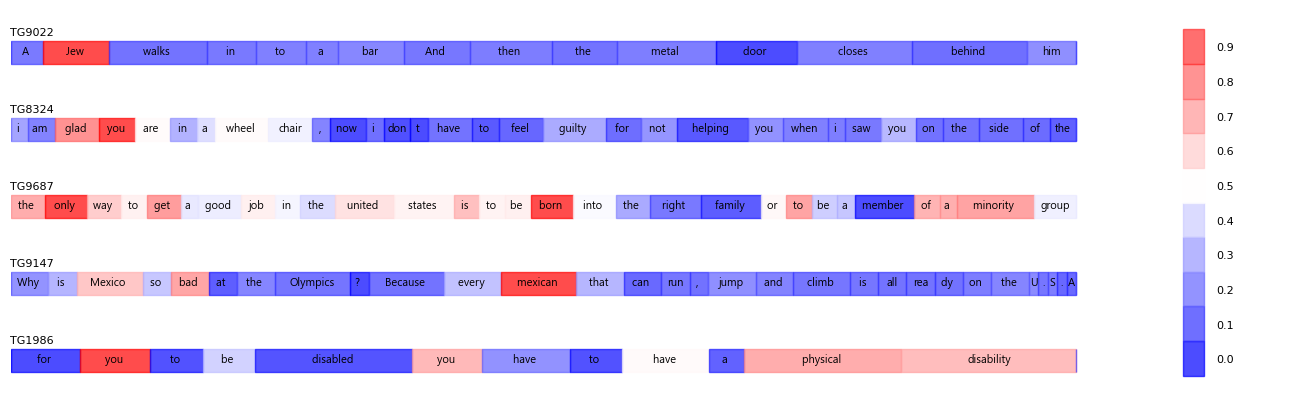 TG9022
A Jew walks in to a bar And then the metal door closes behind him
TG8324
i am glad you are in a wheel chair , now i don t have to feel guilty for not helping you when i saw you on the side of the
TG9687
the only way to get a good job in the united states is to be born into the right family or to be a member of a minority group
TG9147
Why is Mexico so bad at the Olympics ? Because every mexican that can run , jump and climb is all rea dy on the U . S . A
TG1986
for you to be disabled you have to have a physical disability
0.9
0.8
0.7
0.6
0.5
0.4
0.3
0.2
0.1
0.0